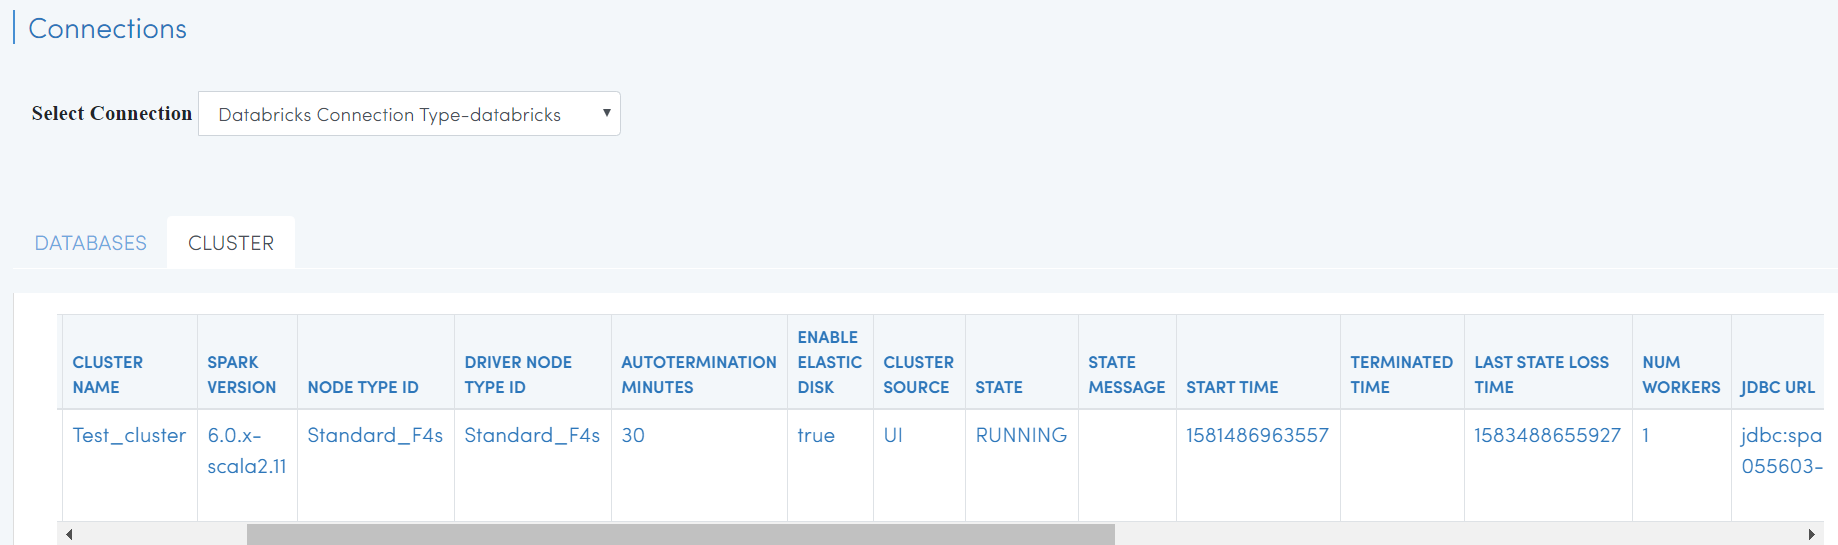 Connections
Select Connection Databricks Connection Type-databricks
DATABASES CLUSTER
ENABLE
CLUSTER SPARK DRIVER NODE AUTOTERMINATION ELASTIC CLUSTER STATE TERMINATED LAST STATE LOSS NUM
NAME VERSION NODE TYPE ID TYPE ID MINUTES DISK SOURCE STATE MESSAGE START TIME TIME TIME WORKERS JDBC URL
Test_cluster 6.0.x- Standard_F4s Standard_F4s 30 true UI RUNNING 1581486963557 1583488655927 1 jdbc:spa
scala2.11 055603-